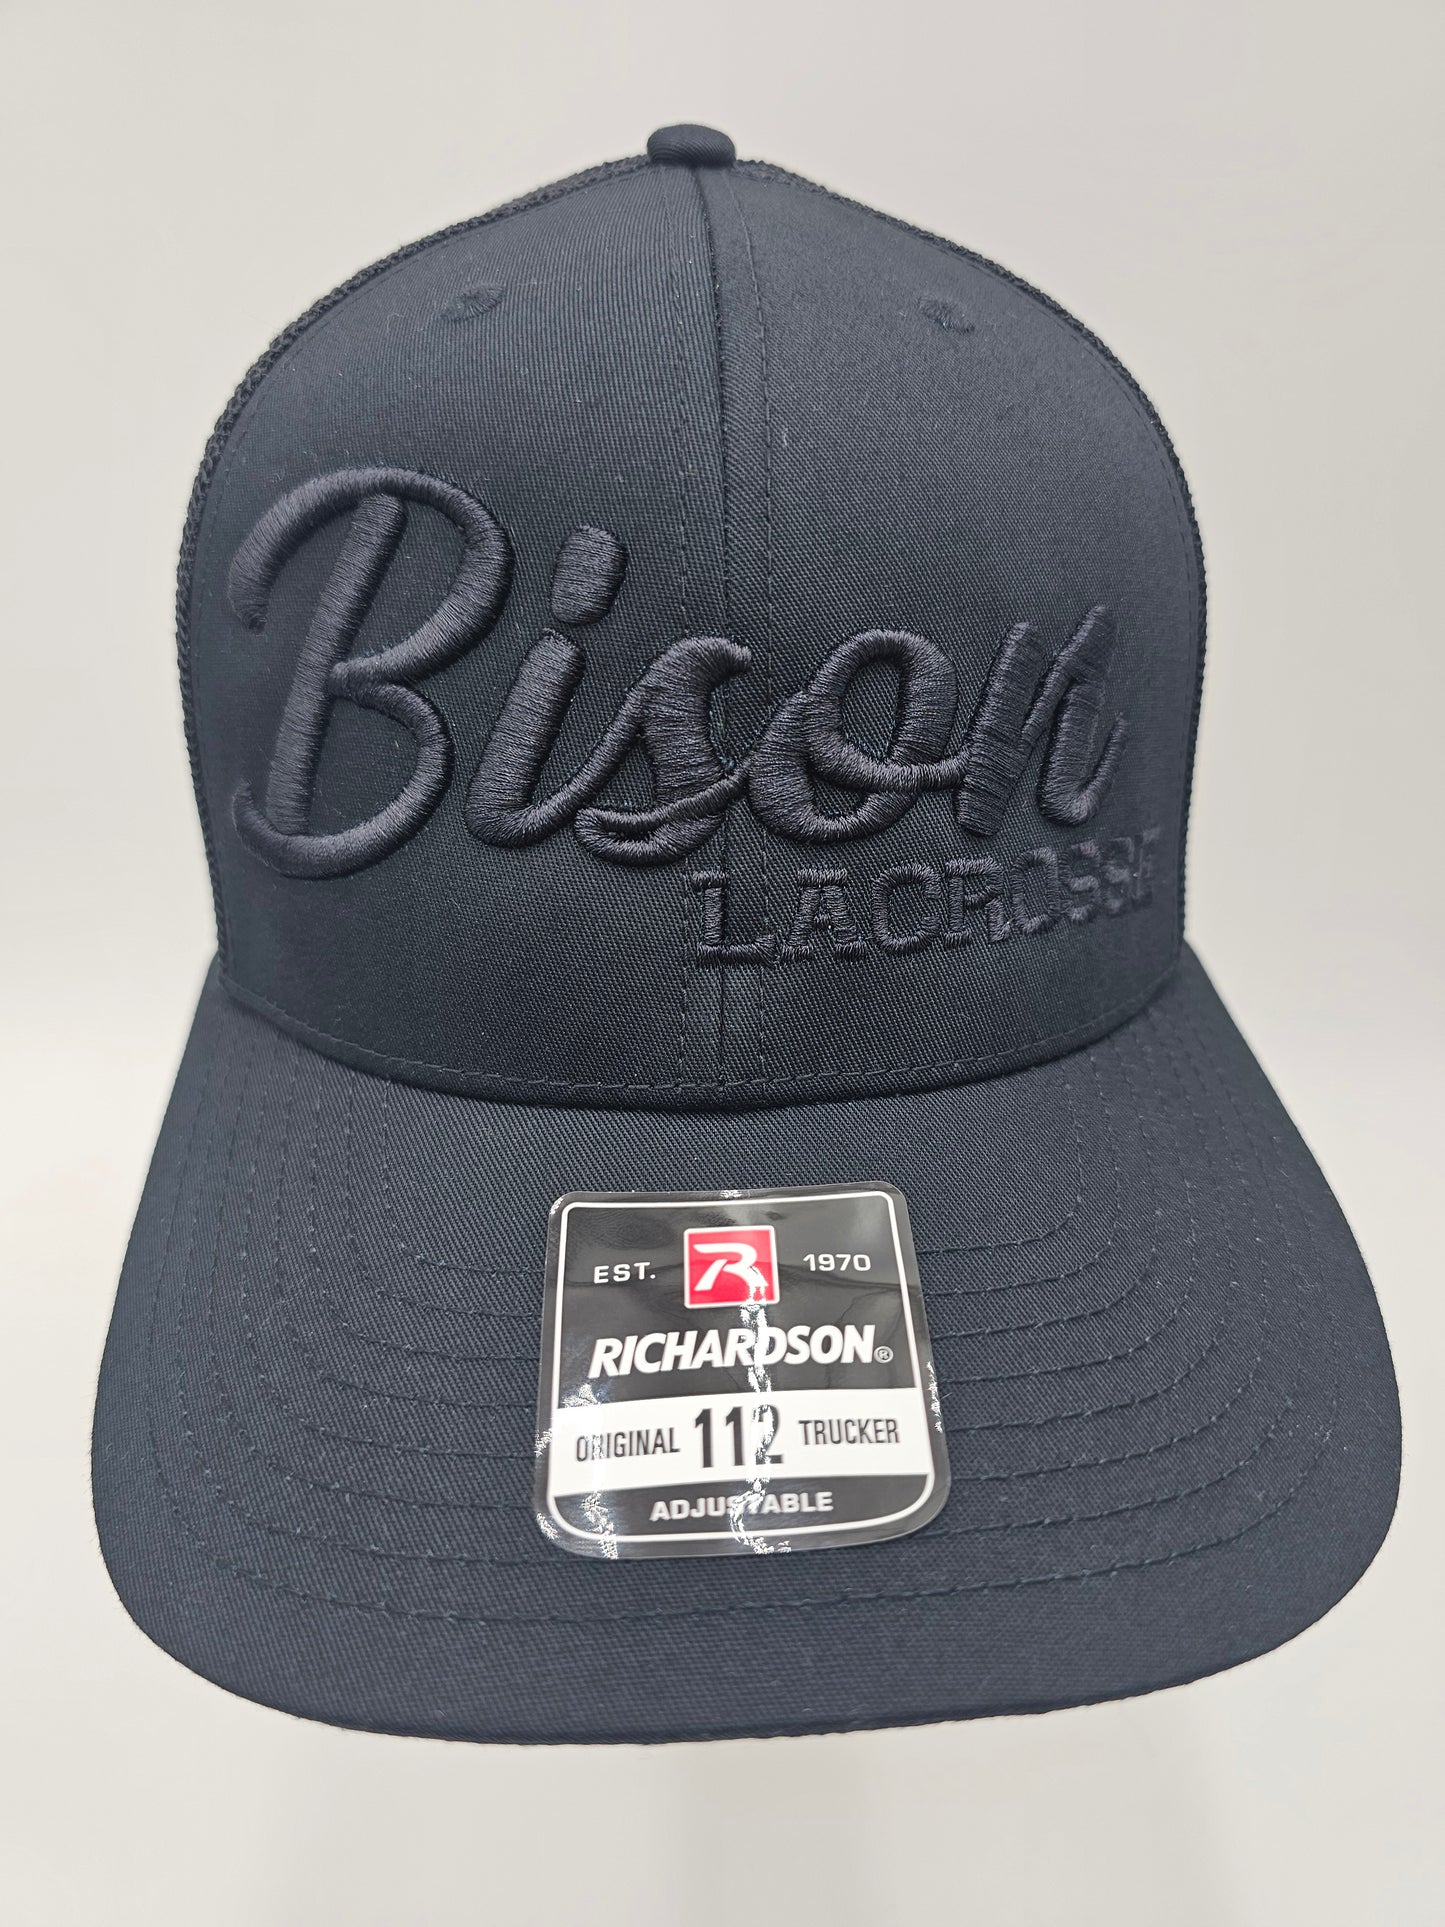 Bison
LACROSSE
EST. R 1970
RICHARDSON®
ORIGINAL 112 TRUCKER
ADJUSTABLE